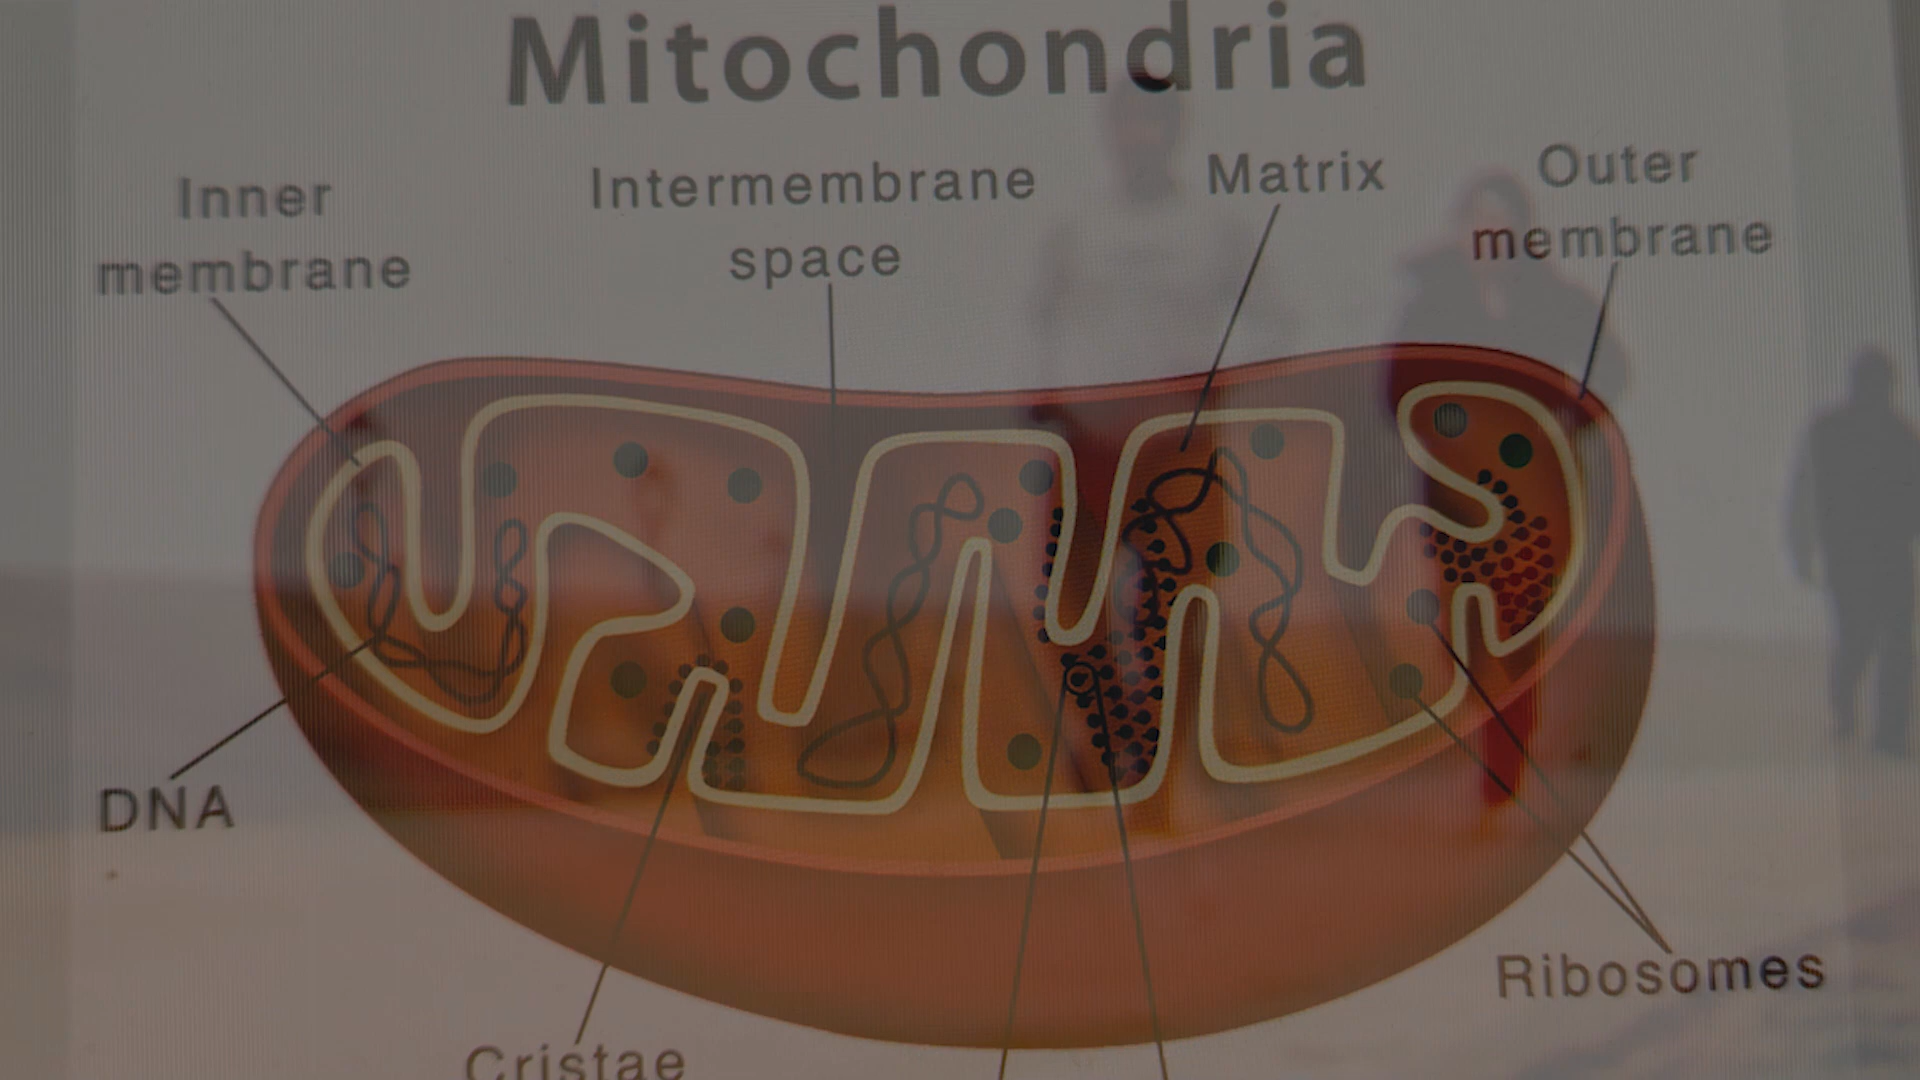 Mitochondria
Inner
membrane
Intermembrane
space
Matrix
Outer
membrane
DNA
Ribosomes
Cristae